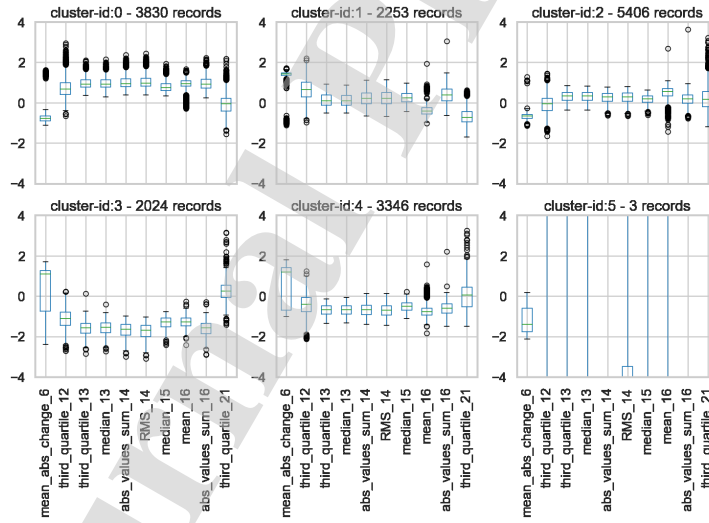 cluster-id:0 - 3830 records
cluster-id:1 - 2253 records
cluster-id:2 - 5406 records
4
2
0
−2
−4
4
2
0
−2
−4
4
2
0
−2
−4
cluster-id:3 - 2024 records
cluster-id:4 - 3346 records
cluster-id:5 - 3 records
4
2
0
−2
−4
4
2
0
−2
−4
4
2
0
−2
−4
mean_abs_change_6
third_quartile_12
third_quartile_13
median_13
abs_values_sum_14
RMS_14
median_15
mean_16
abs_values_sum_16
third_quartile_21
mean_abs_change_6
third_quartile_12
third_quartile_13
median_13
abs_values_sum_14
RMS_14
median_15
mean_16
abs_values_sum_16
third_quartile_21
mean_abs_change_6
third_quartile_12
third_quartile_13
median_13
abs_values_sum_14
RMS_14
median_15
mean_16
abs_values_sum_16
third_quartile_21